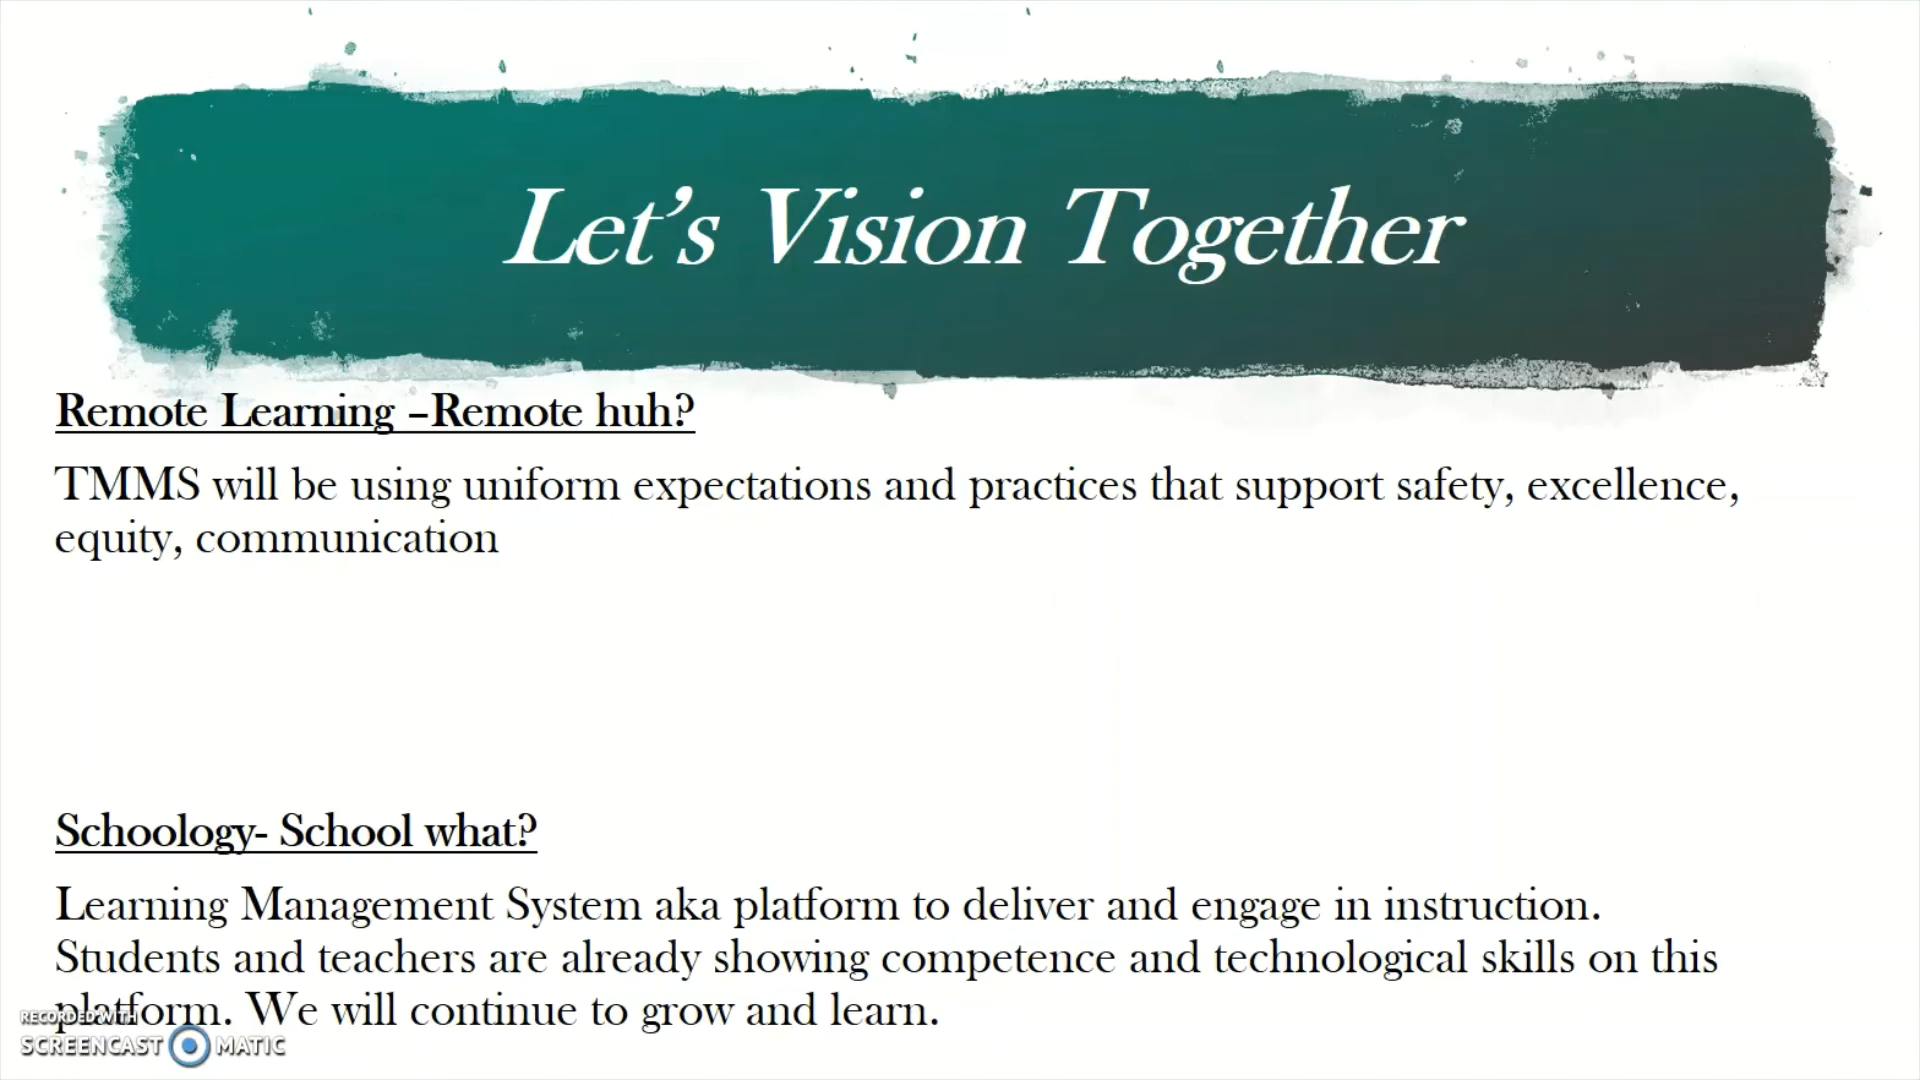 Let's Vision Together
Remote Learning –Remote huh?
TMMS will be using uniform expectations and practices that support safety, excellence,
equity, communication
Schoology- School what?
Learning Management System aka platform to deliver and engage in instruction.
Students and teachers are already showing competence and technological skills on this
platform. We will continue to grow and learn.
RECORDED WITH
SCREENCAST MATIC